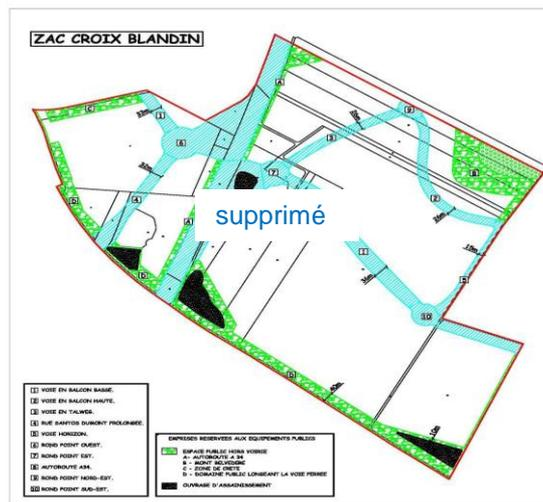 ZAC CROIX BLANDIN
supprimé
1 VOIE EN BALCON BASSE.
2 VOIE EN BALCON HAUTE.
3 VOIE EN TALWEG.
4 RUE SANTOS DUMONT PROLONGEE.
5 VOIE HORIZON.
6 ROND POINT OUEST.
7 ROND POINT EST.
8 AUTOROUTE A34.
9 ROND POINT NORD-EST.
10 ROND POINT SUD-EST.
EMPRISES RESERVEES AUX EQUIPEMENTS PUBLICS
ESPACE PUBLIC HORS VOIRIE
A- AUTOROUTE A 34
B - MONT BELVEDERE
C - ZONE DE CRETE
D - DOMAINE PUBLIC LONGEANT LA VOIE FERREE
OUVRAGE D'ASSAINISSEMENT